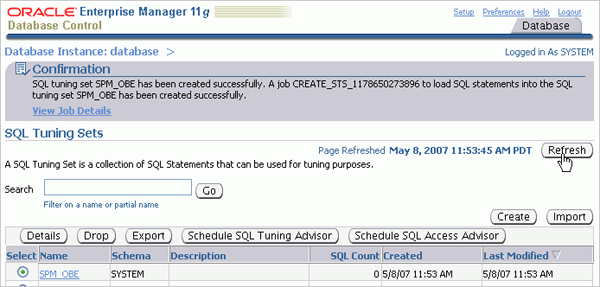 ORACLE Enterprise Manager 11g
Database Control
Setup Preferences Help Logout
Database
Database Instance: database >
Logged in As SYSTEM
Confirmation
SQL tuning set SPM_OBE has been created successfully. A job CREATE_STS_1178650273896 to load SQL statements into the SQL
tuning set SPM_OBE has been created successfully.
View Job Details
SQL Tuning Sets
Page Refreshed May 8, 2007 11:53:45 AM PDT Refresh
A SQL Tuning Set is a collection of SQL Statements that can be used for tuning purposes.
Search Go
Filter on a name or partial name
Create Import
Details Drop Export Schedule SQL Tuning Advisor Schedule SQL Access Advisor
Select Name Schema Description SQL Count Created Last Modified
SPM_OBE SYSTEM 0 5/8/07 11:53 AM 5/8/07 11:53 AM